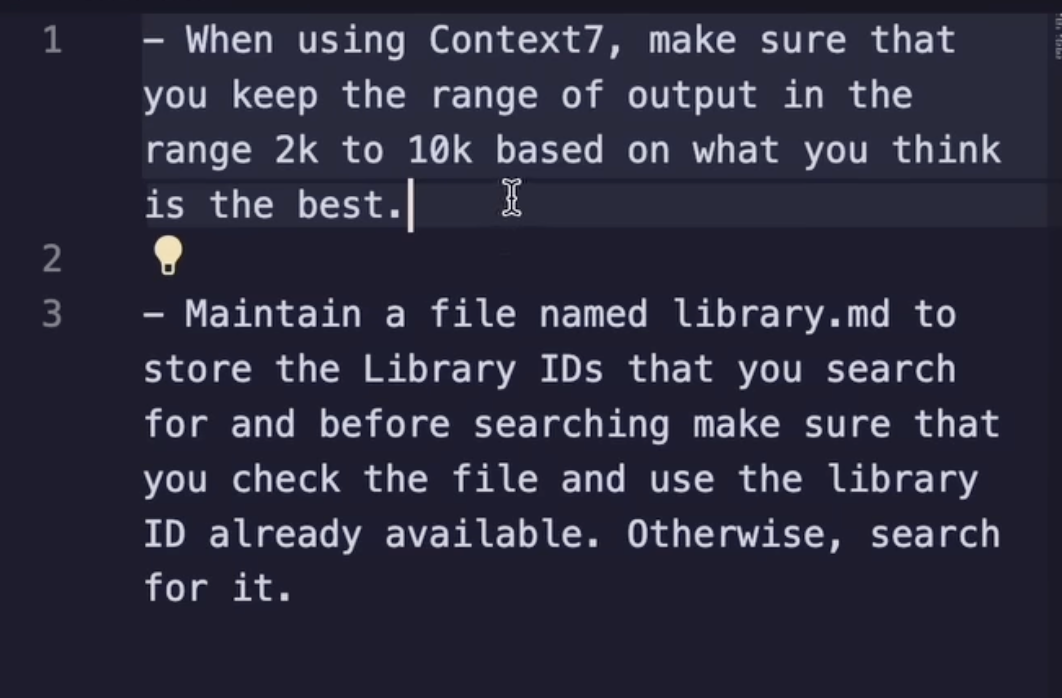 1 – When using Context7, make sure that
you keep the range of output in the
range 2k to 10k based on what you think
is the best.
2
3 – Maintain a file named library.md to
store the Library IDs that you search
for and before searching make sure that
you check the file and use the library
ID already available. Otherwise, search
for it.